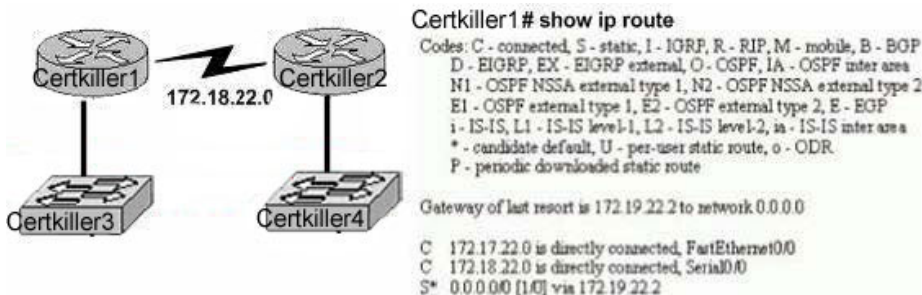 Certkiller1# show ip route
Codes: C - connected, S - static, I - IGRP, R - RIP, M - mobile, B - BGP
D - EIGRP, EX - EIGRP external, O - OSPF, IA - OSPF inter area
N1 - OSPF NSSA external type 1, N2 - OSPF NSSA external type 2
E1 - OSPF external type 1, E2 - OSPF external type 2, E - EGP
i - IS-IS, L1 - IS-IS level-1, L2 - IS-IS level-2, ia - IS-IS inter area
* - candidate default, U - per-user static route, o - ODR
P - periodic downloaded static route
Gateway of last resort is 172.19.22.2 to network 0.0.0.0
C 172.17.22.0 is directly connected, FastEthernet0/0
C 172.18.22.0 is directly connected, Serial0/0
S* 0.0.0.0/0 [1/0] via 172.19.22.2
Certkiller1
Certkiller2
172.18.22.0
Certkiller3
Certkiller4